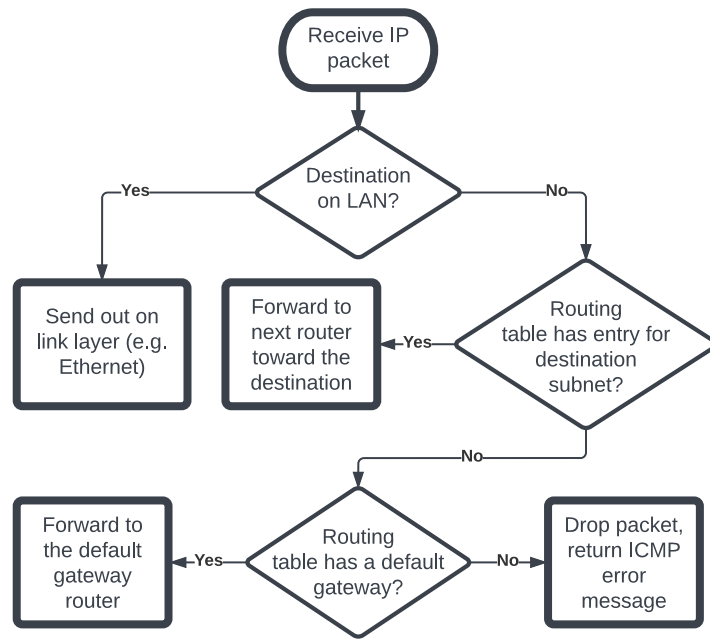 Receive IP
packet
Destination
on LAN?
Yes
No
Send out on
link layer (e.g.
Ethernet)
Forward to
next router
toward the
destination
Yes
Routing
table has entry for
destination
subnet?
No
Forward to
the default
gateway
router
Yes
Routing
table has a default
gateway?
No
Drop packet,
return ICMP
error
message